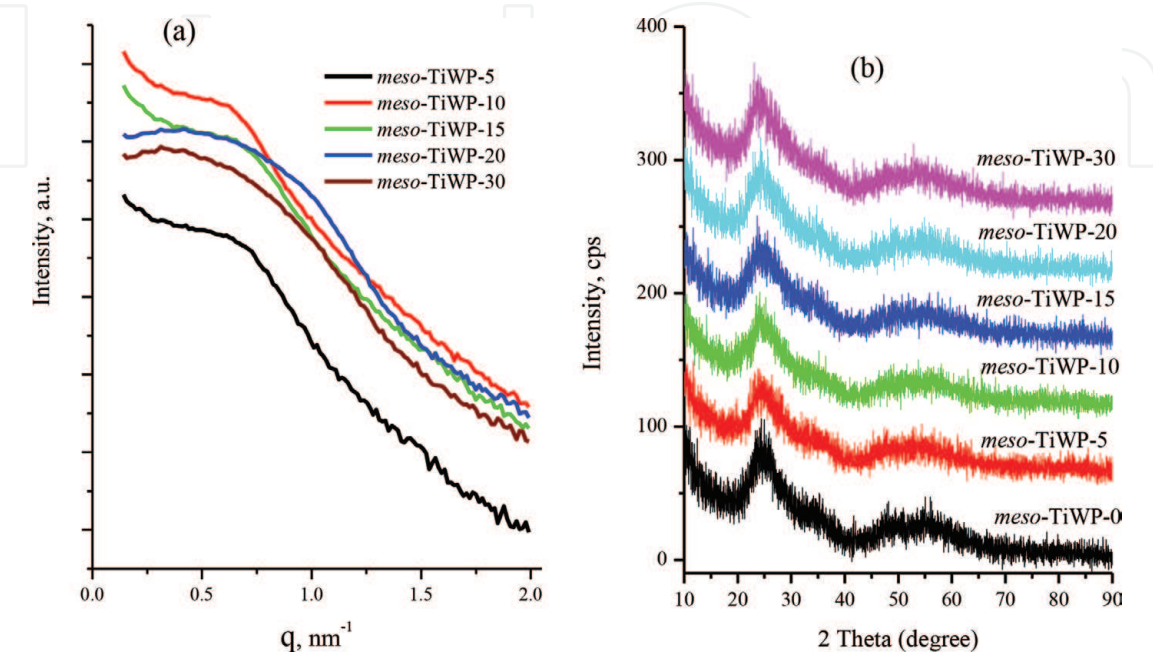 (a)
meso-TiWP-5
meso-TiWP-10
meso-TiWP-15
meso-TiWP-20
meso-TiWP-30
Intensity, a.u.
0.0 0.5 1.0 1.5 2.0
q, nm⁻¹
(b)
400
300
200
100
0
Intensity, cps
meso-TiWP-30
meso-TiWP-20
meso-TiWP-15
meso-TiWP-10
meso-TiWP-5
meso-TiWP-0
10 20 30 40 50 60 70 80 90
2 Theta (degree)